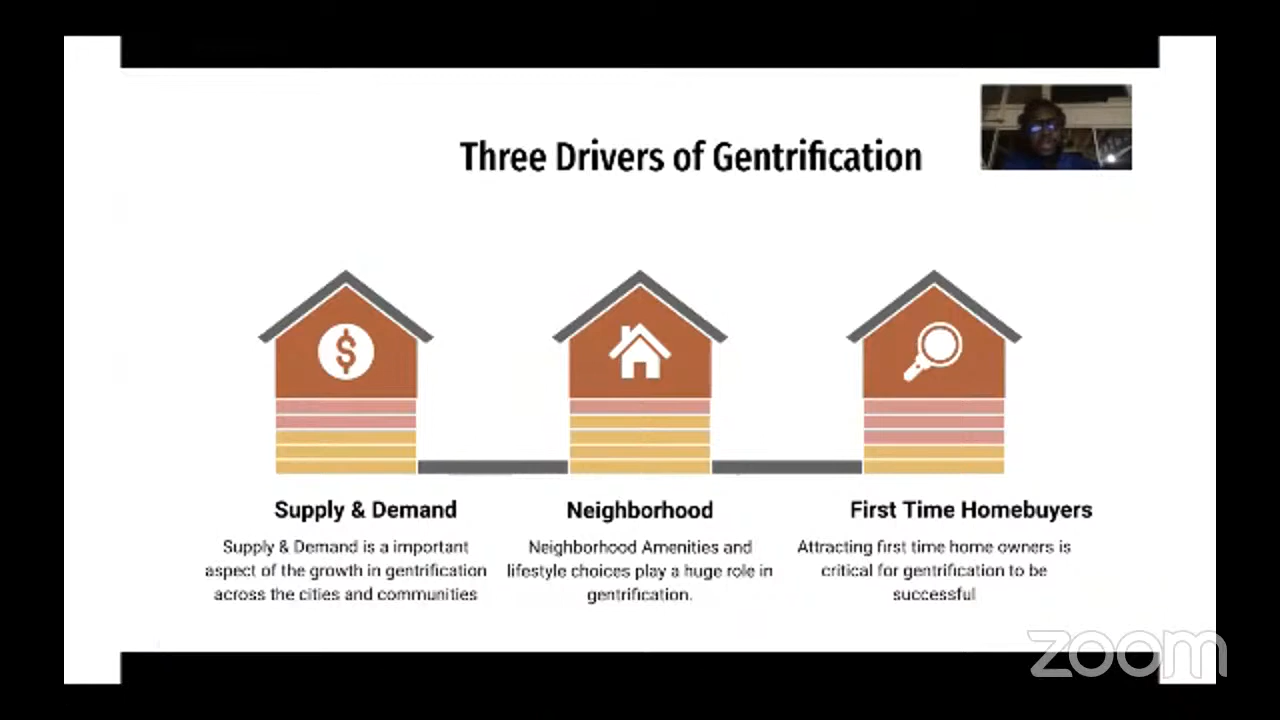 Three Drivers of Gentrification
$
Supply & Demand
Supply & Demand is a important
aspect of the growth in gentrification
across the cities and communities
Neighborhood
Neighborhood Amenities and
lifestyle choices play a huge role in
gentrification.
First Time Homebuyers
Attracting first time home owners is
critical for gentrification to be
successful
zoom